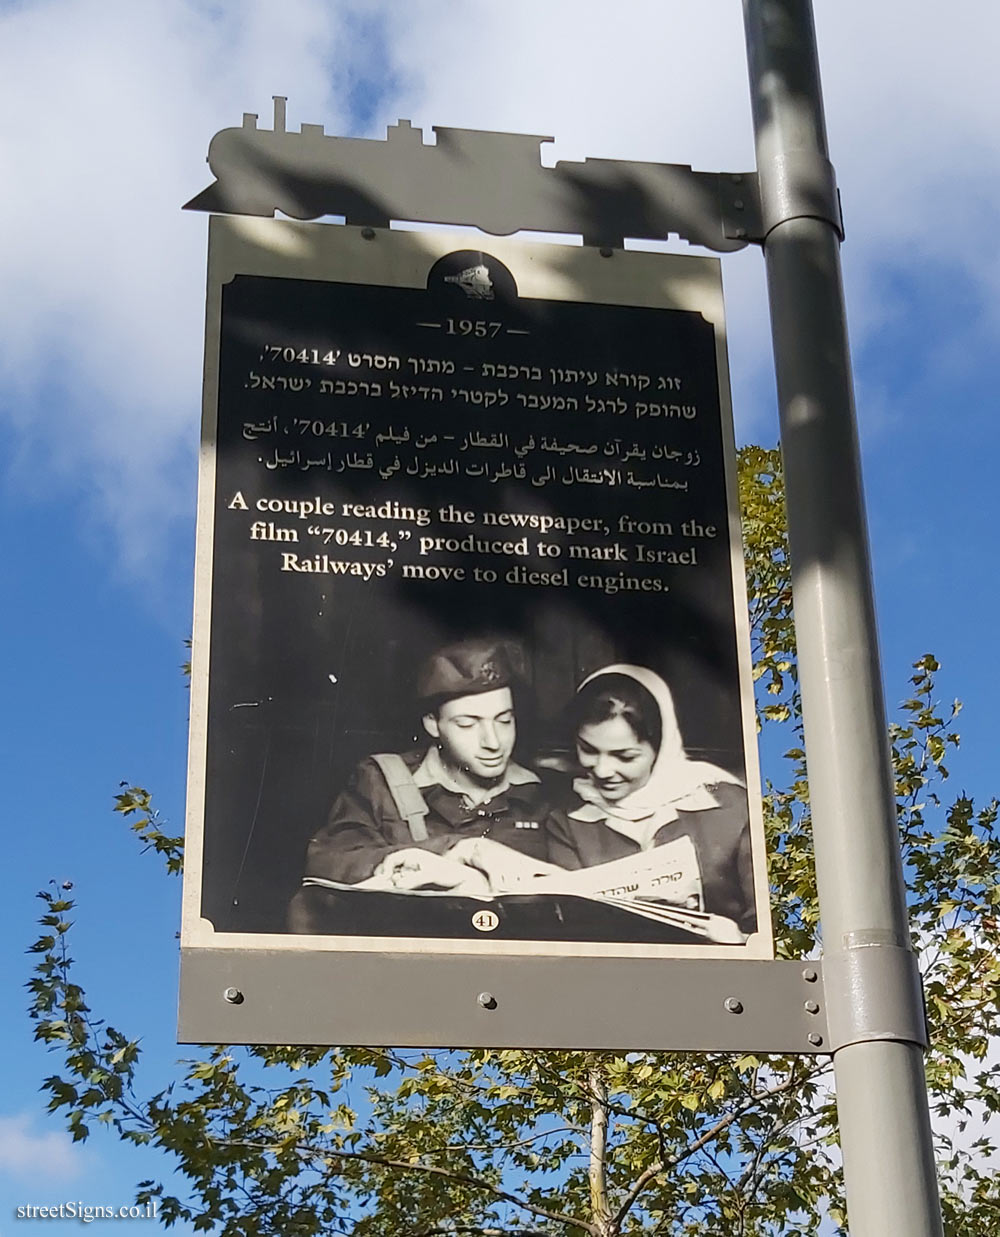 — 1957 —
זוג קורא עיתון ברכבת – מתוך הסרט '70414',
שהופק לרגל המעבר לקטרי הדיזל ברכבת ישראל.
زوجان يقرآن صحيفة في القطار – من فيلم '70414'، أنتج
بمناسبة الانتقال الى قاطرات الديزل في قطار إسرائيل.
A couple reading the newspaper, from the
film “70414,” produced to mark Israel
Railways’ move to diesel engines.
קורה
41
streetSigns.co.il